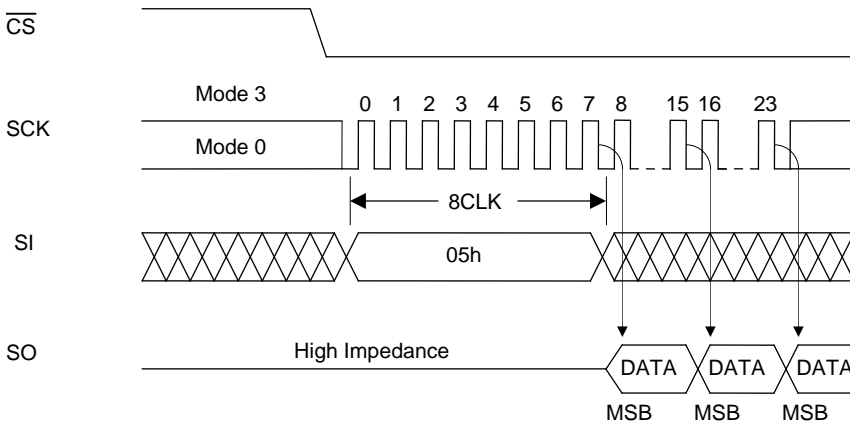 CS
Mode 3
0 1 2 3 4 5 6 7 8 15 16 23
SCK
Mode 0
8CLK
SI
05h
SO
High Impedance
DATA DATA DATA
MSB MSB MSB